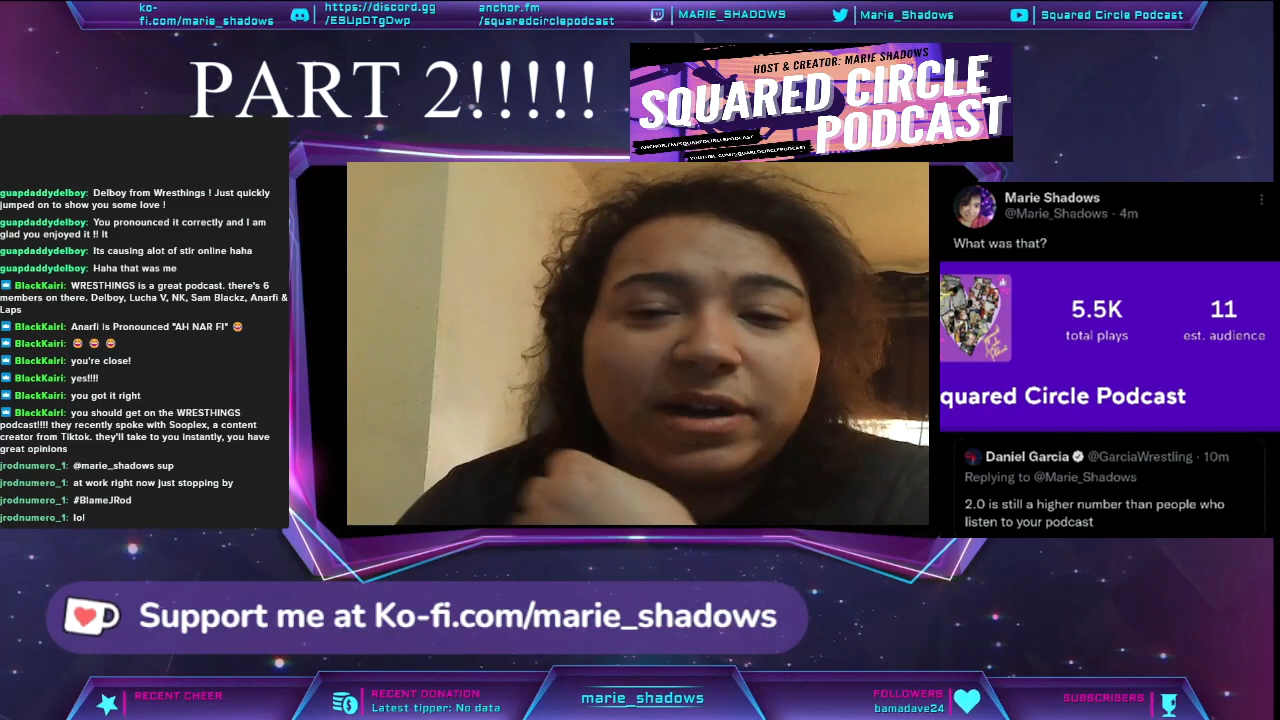 ko-
fi.com/marie_shadows
https://discord.gg
/ESUpDTgDwp
anchor.fm
/squaredcirclepodcast
MARIE_SHADOWS
Marie_Shadows
Squared Circle Podcast
PART 2!!!!!
HOST & CREATOR: MARIE SHADOWS
SQUARED CIRCLE
PODCAST
ANCHOR.FM/SQUAREDCIRCLEPODCAST
YOUTUBE.COM/SQUAREDCIRCLEPODCAST
guapdaddydelboy: Delboy from Wresthings ! Just quickly
jumped on to show you some love !
guapdaddydelboy: You pronounced it correctly and I am
glad you enjoyed it !! It
guapdaddydelboy: Its causing alot of stir online haha
guapdaddydelboy: Haha that was me
BlackKairi: WRESTHINGS is a great podcast. there's 6
members on there. Delboy, Lucha V, NK, Sam Blackz, Anarfi &
Laps
BlackKairi: Anarfi is Pronounced "AH NAR FI"
BlackKairi:
BlackKairi: you're close!
BlackKairi: yes!!!!
BlackKairi: you got it right
BlackKairi: you should get on the WRESTHINGS
podcast!!!! they recently spoke with Sooplex, a content
creator from Tiktok. they'll take to you instantly, you have
great opinions
jrodnumero_1: @marie_shadows sup
jrodnumero_1: at work right now just stopping by
jrodnumero_1: #BlameJRod
jrodnumero_1: lol
Marie Shadows
@Marie_Shadows · 4m
What was that?
5.5K
total plays
11
est. audience
quared Circle Podcast
Daniel Garcia @GarciaWrestling · 10m
Replying to @Marie_Shadows
2.0 is still a higher number than people who
listen to your podcast
Support me at Ko-fi.com/marie_shadows
RECENT CHEER
RECENT DONATION
Latest tipper: No data
marie_shadows
FOLLOWERS
bamadave24
SUBSCRIBERS